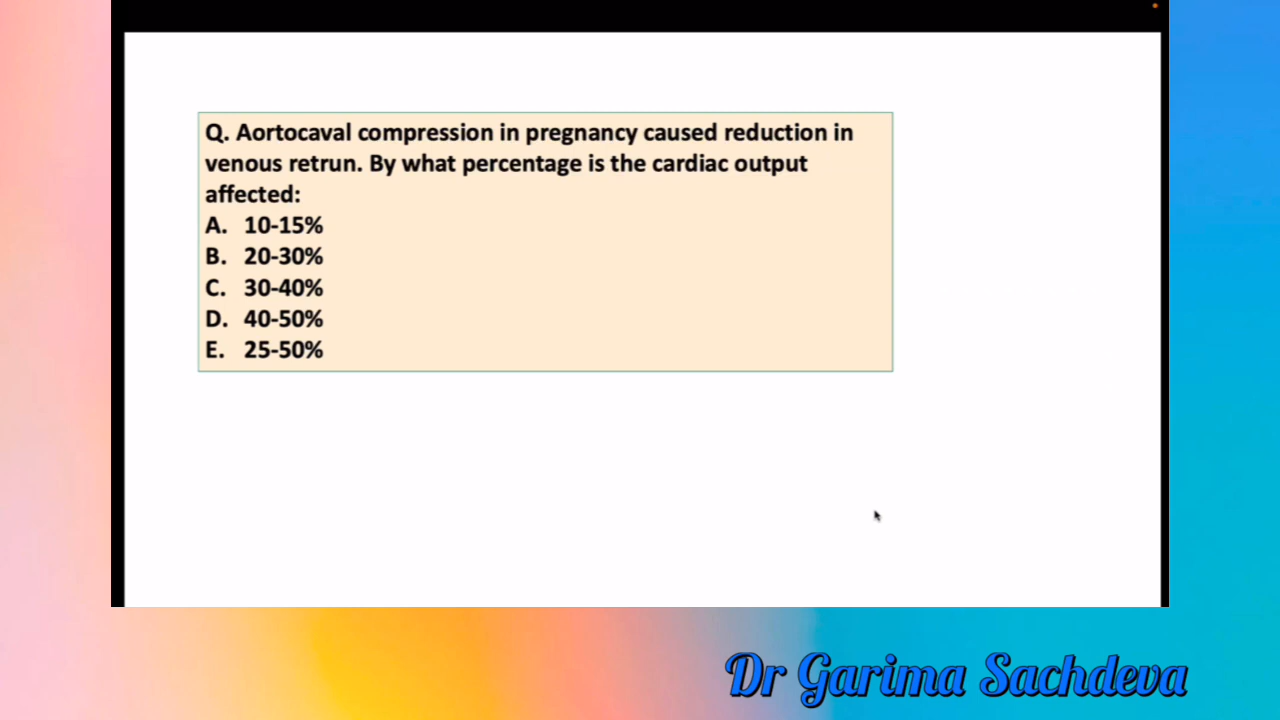 Q. Aortocaval compression in pregnancy caused reduction in
venous retrun. By what percentage is the cardiac output
affected:
A. 10-15%
B. 20-30%
C. 30-40%
D. 40-50%
E. 25-50%
Dr Garima Sachdeva